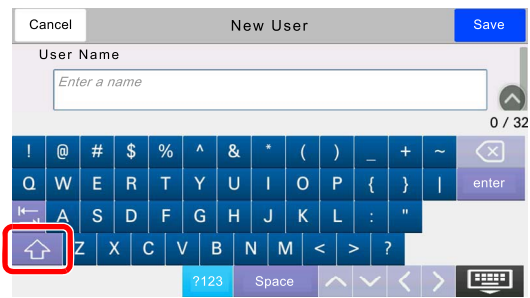 Cancel New User Save
User Name
Enter a name
0 / 32
! @ # $ % ^ & * ( ) _ + ~
Q W E R T Y U I O P { } | enter
A S D F G H J K L : "
Z X C V B N M < > ?
?123 Space